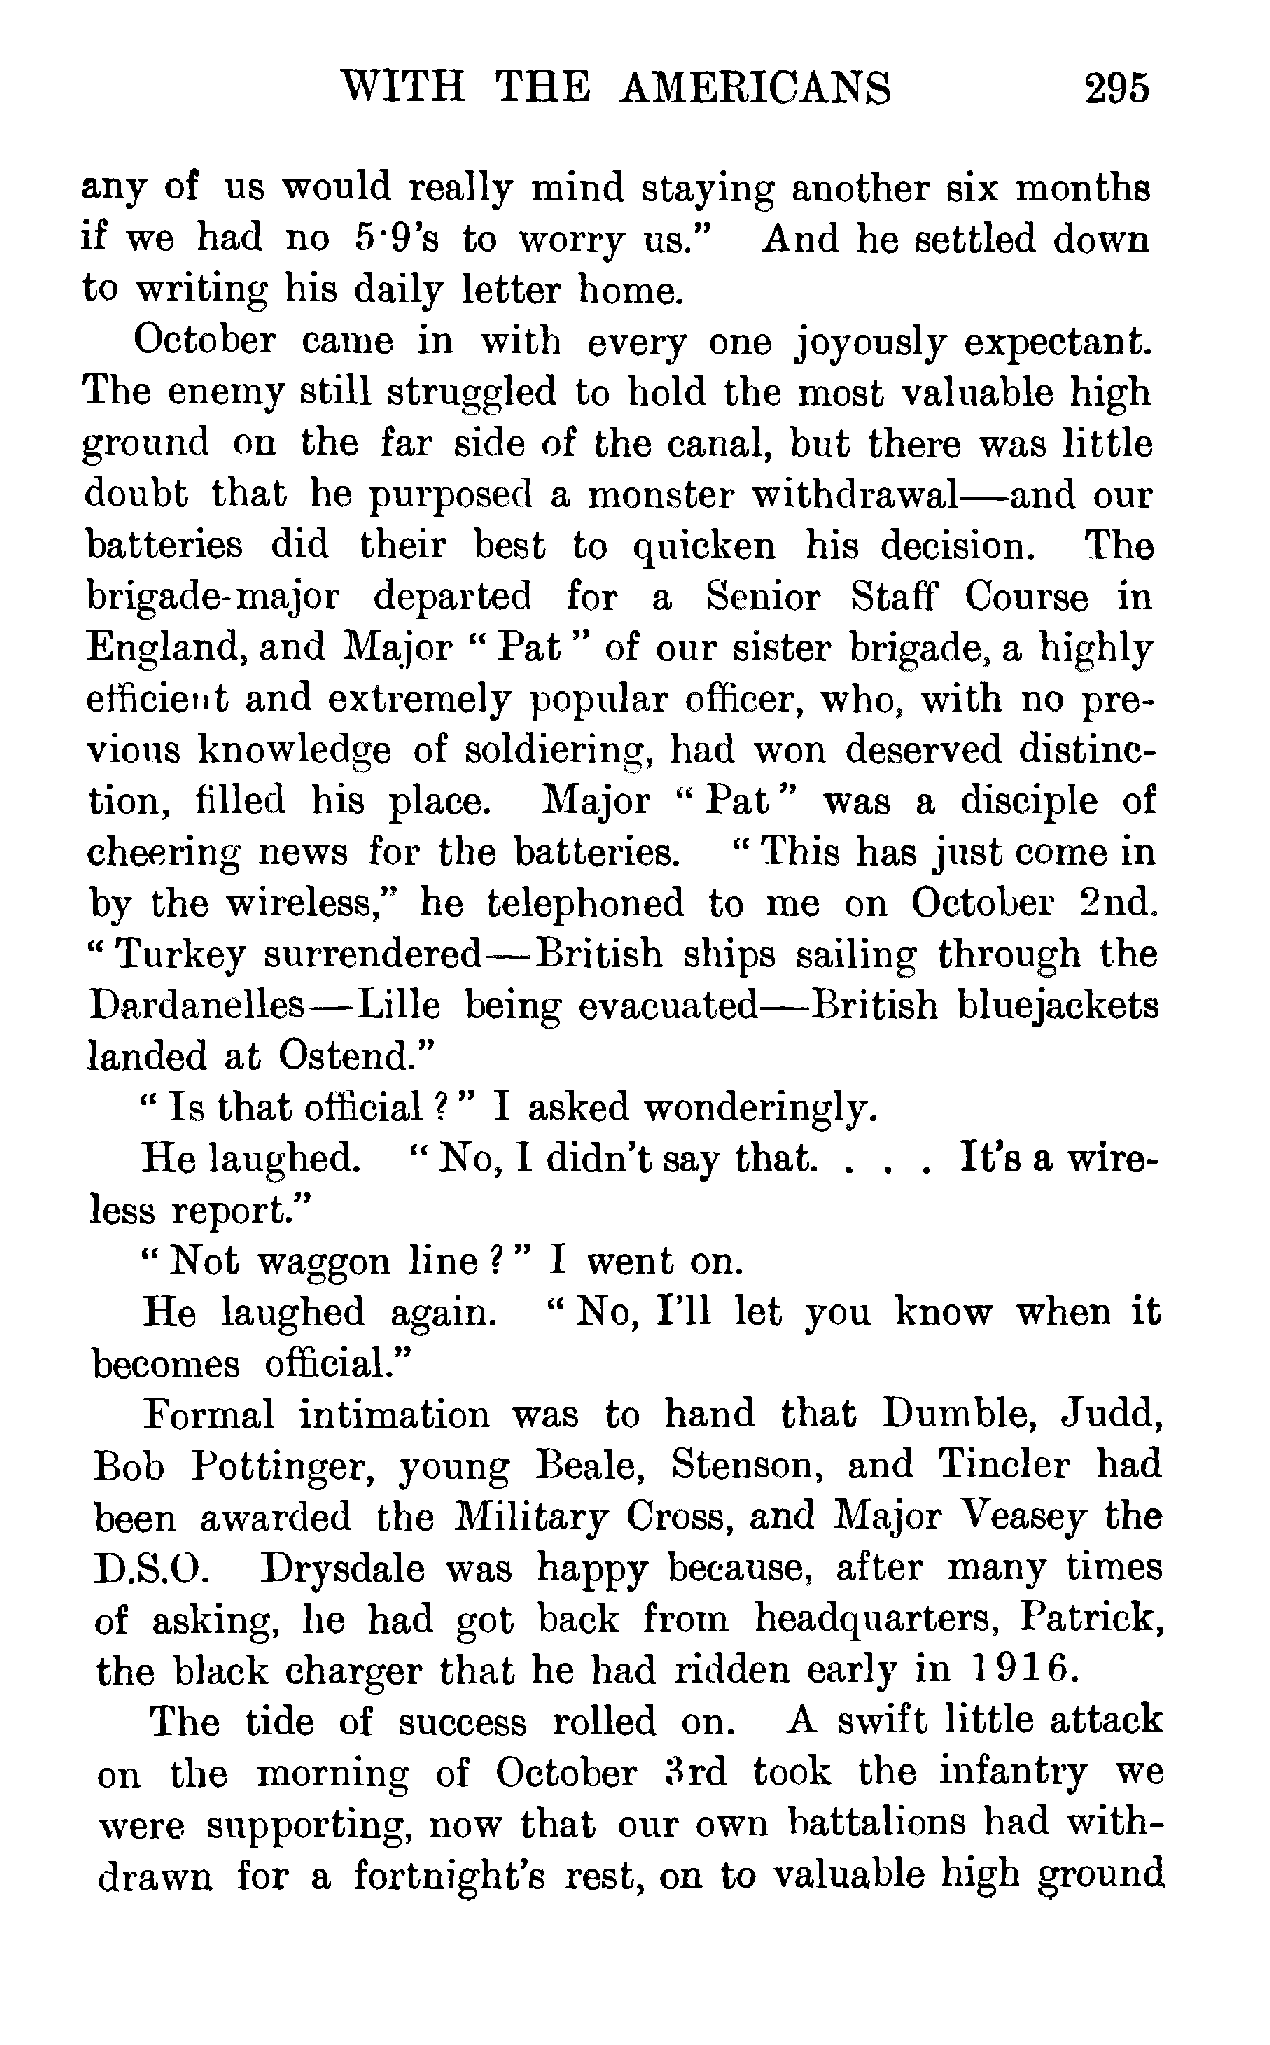 WITH THE AMERICANS 295
any of us would really mind staying another six months
if we had no 5·9's to worry us.” And he settled down
to writing his daily letter home.
October came in with every one joyously expectant.
The enemy still struggled to hold the most valuable high
ground on the far side of the canal, but there was little
doubt that he purposed a monster withdrawal—and our
batteries did their best to quicken his decision. The
brigade-major departed for a Senior Staff Course in
England, and Major “ Pat ” of our sister brigade, a highly
efficient and extremely popular officer, who, with no pre-
vious knowledge of soldiering, had won deserved distinc-
tion, filled his place. Major “ Pat ” was a disciple of
cheering news for the batteries. “ This has just come in
by the wireless,” he telephoned to me on October 2nd.
“ Turkey surrendered—British ships sailing through the
Dardanelles—Lille being evacuated—British bluejackets
landed at Ostend.”
“ Is that official ? ” I asked wonderingly.
He laughed. “ No, I didn't say that. . . . It's a wire-
less report.”
“ Not waggon line ? ” I went on.
He laughed again. “ No, I'll let you know when it
becomes official.”
Formal intimation was to hand that Dumble, Judd,
Bob Pottinger, young Beale, Stenson, and Tincler had
been awarded the Military Cross, and Major Veasey the
D.S.O. Drysdale was happy because, after many times
of asking, he had got back from headquarters, Patrick,
the black charger that he had ridden early in 1916.
The tide of success rolled on. A swift little attack
on the morning of October 3rd took the infantry we
were supporting, now that our own battalions had with-
drawn for a fortnight's rest, on to valuable high ground